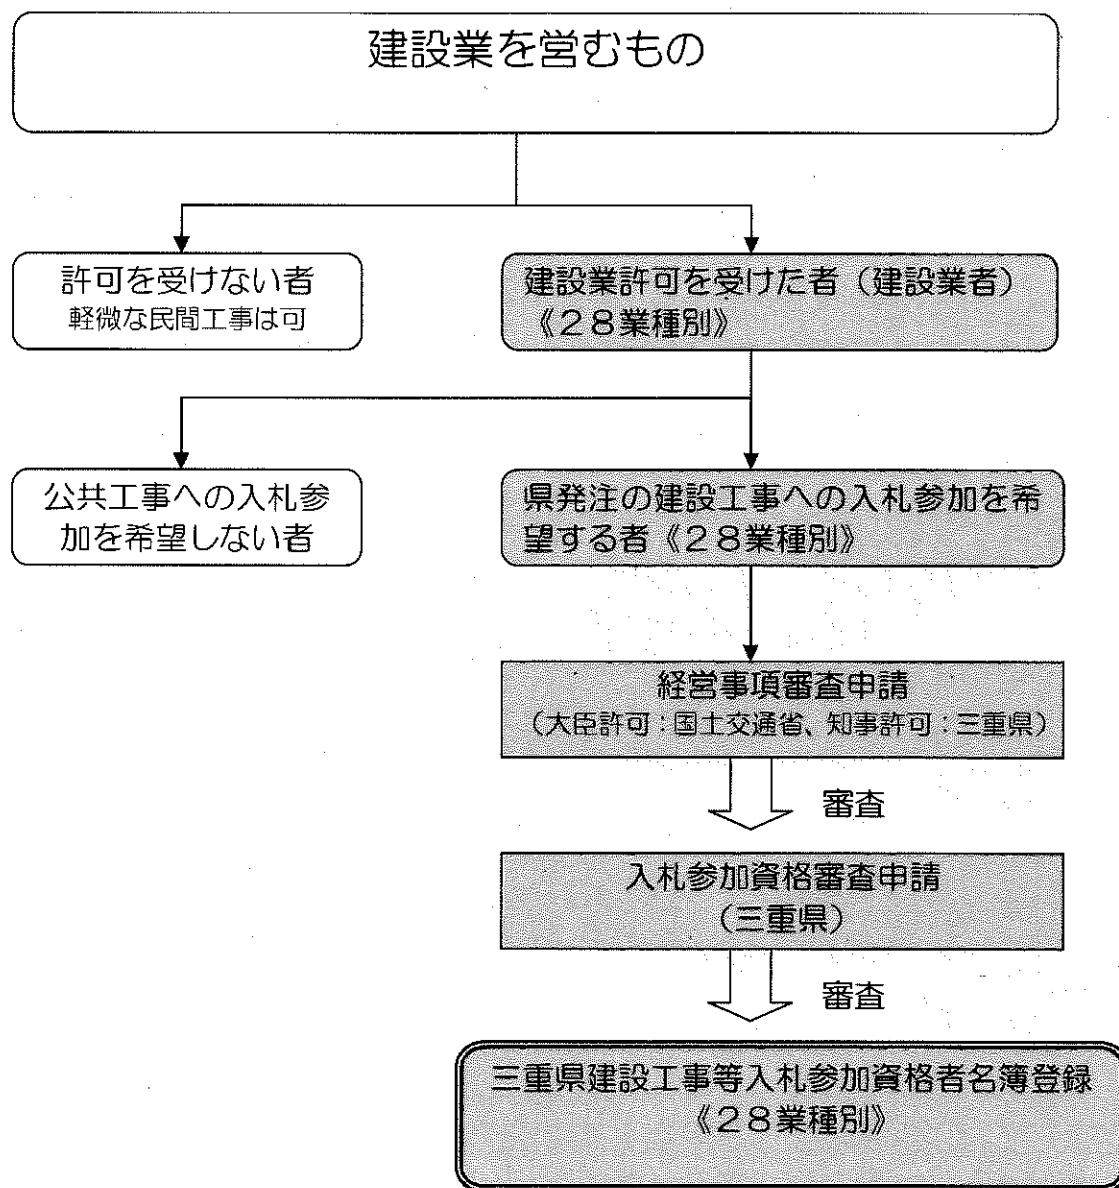 建設業を営むもの
許可を受けない者
軽微な民間工事は可
建設業許可を受けた者（建設業者）
《２８業種別》
公共工事への入札参
加を希望しない者
県発注の建設工事への入札参加を希
望する者《２８業種別》
経営事項審査申請
（大臣許可：国土交通省、知事許可：三重県）
審査
入札参加資格審査申請
（三重県）
審査
三重県建設工事等入札参加資格者名簿登録
《２８業種別》